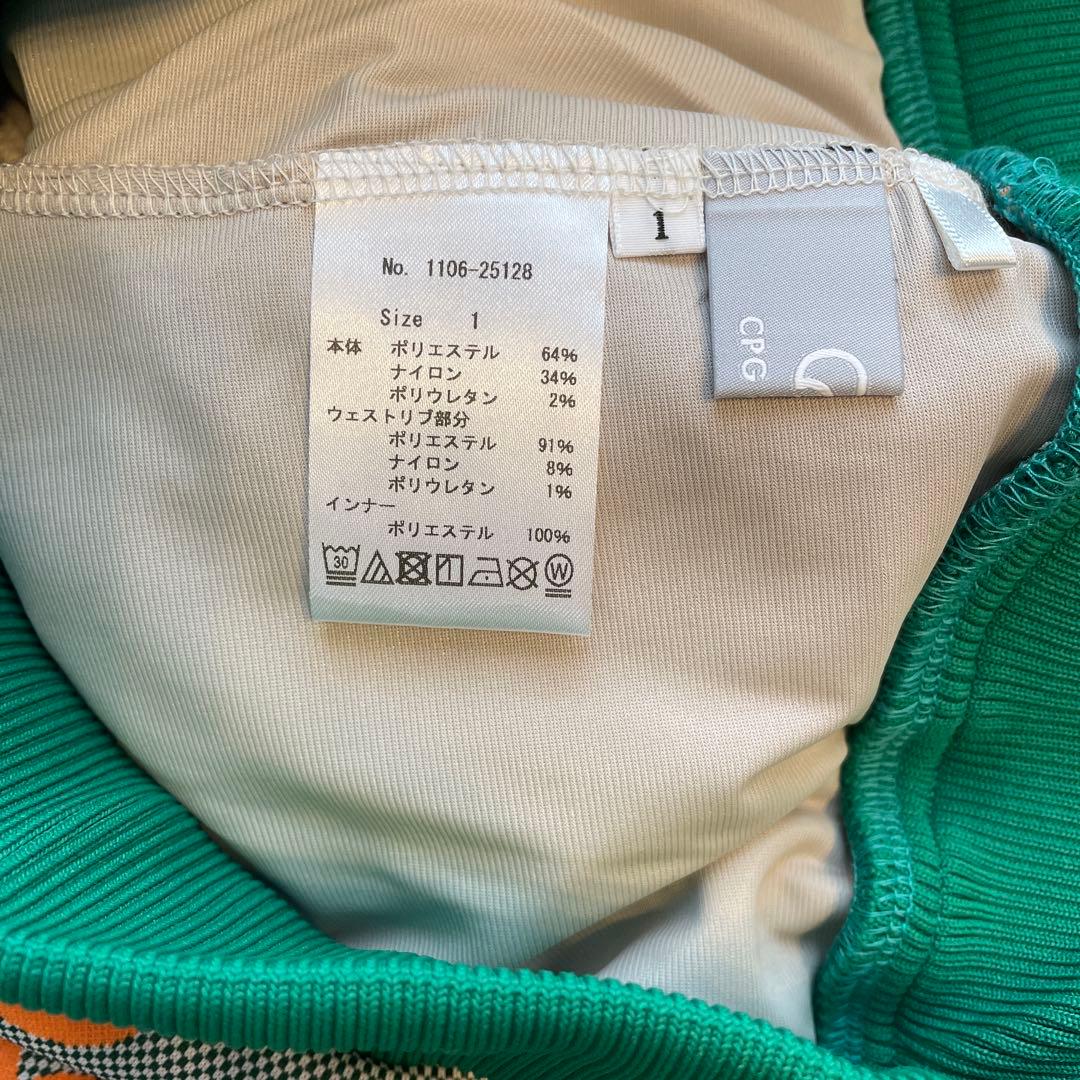 No. 1106-25128
Size 1
本体 ポリエステル 64%
ナイロン 34%
ポリウレタン 2%
ウェストリブ部分
ポリエステル 91%
ナイロン 8%
ポリウレタン 1%
インナー
ポリエステル 100%
30
W
1
CPG